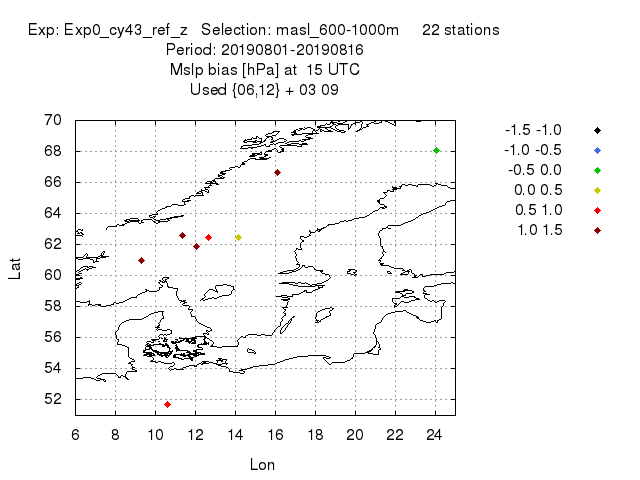 Exp: Exp0_cy43_ref_z   Selection: masl_600-1000m     22 stations
Period: 20190801-20190816
Mslp bias [hPa] at  15 UTC
Used {06,12} + 03 09
70
68
66
64
62
60
58
56
54
52
Lat
6 8 10 12 14 16 18 20 22 24
Lon
-1.5 -1.0
-1.0 -0.5
-0.5 0.0
0.0 0.5
0.5 1.0
1.0 1.5